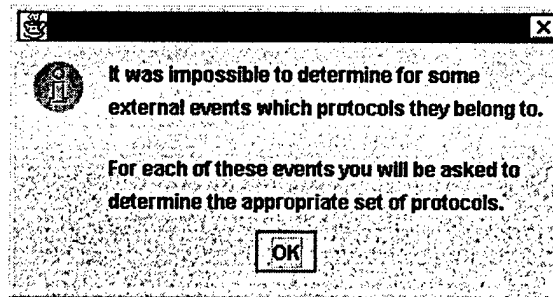 It was impossible to determine for some
external events which protocols they belong to.
For each of these events you will be asked to
determine the appropriate set of protocols.
OK